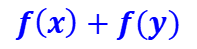 f(x) + f(y)